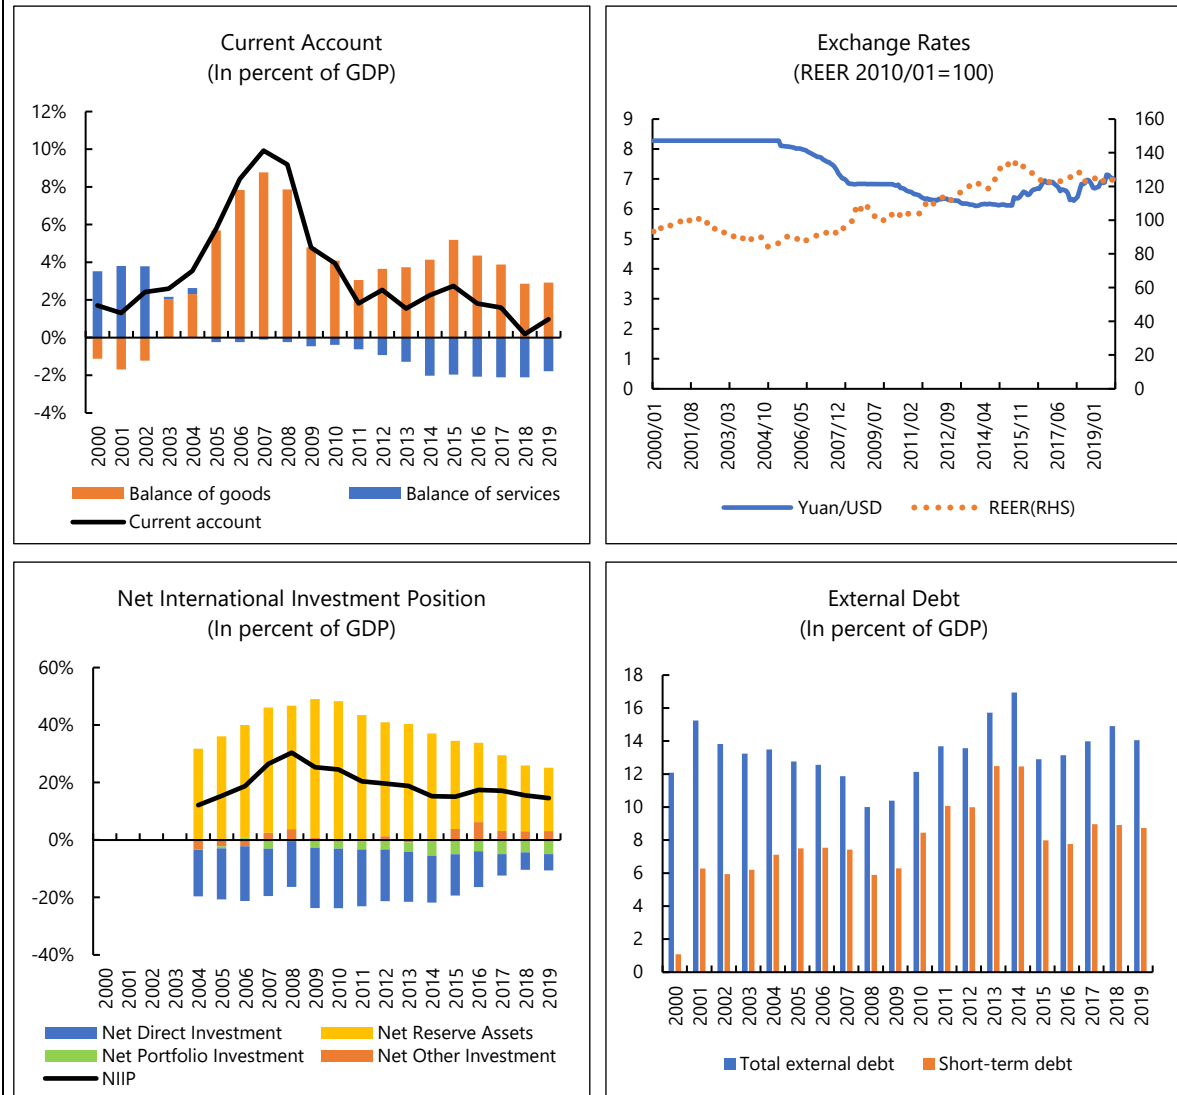 Current Account
(In percent of GDP)
12%
10%
8%
6%
4%
2%
0%
-2%
-4%
2000 2001 2002 2003 2004 2005 2006 2007 2008 2009 2010 2011 2012 2013 2014 2015 2016 2017 2018 2019
Balance of goods Balance of services
Current account
Exchange Rates
(REER 2010/01=100)
9 160
8 140
7 120
6 100
5 80
4 60
3 40
2 20
1 0
0
2000/01 2001/08 2003/03 2004/10 2006/05 2007/12 2009/07 2011/02 2012/09 2014/04 2015/11 2017/06 2019/01
Yuan/USD REER(RHS)
Net International Investment Position
(In percent of GDP)
60%
40%
20%
0%
-20%
-40%
2000 2001 2002 2003 2004 2005 2006 2007 2008 2009 2010 2011 2012 2013 2014 2015 2016 2017 2018 2019
Net Direct Investment Net Reserve Assets
Net Portfolio Investment Net Other Investment
NIIP
External Debt
(In percent of GDP)
18
16
14
12
10
8
6
4
2
0
2000 2001 2002 2003 2004 2005 2006 2007 2008 2009 2010 2011 2012 2013 2014 2015 2016 2017 2018 2019
Total external debt Short-term debt